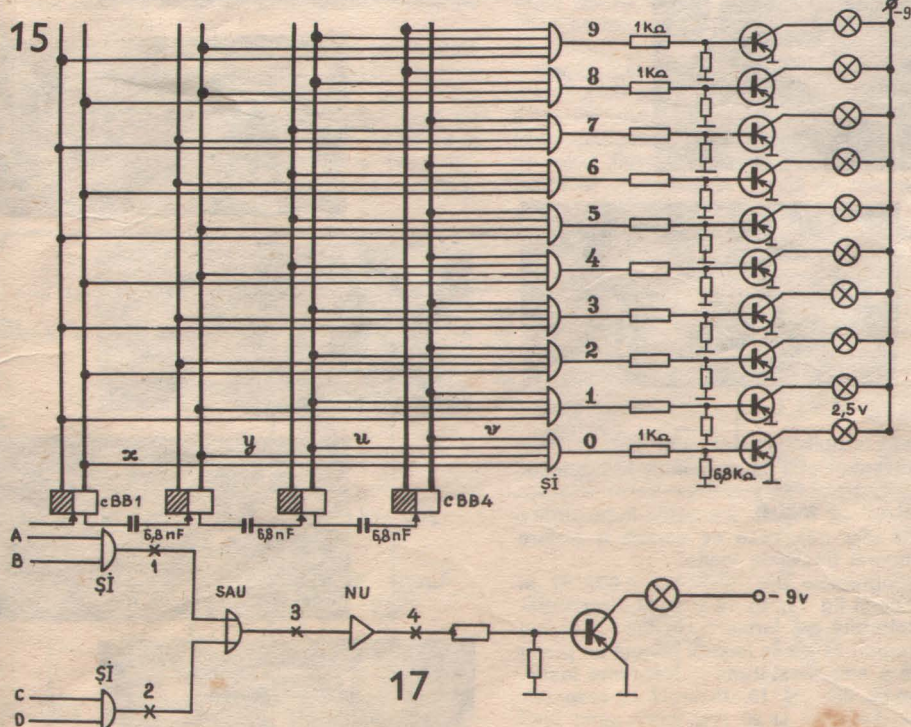 15
-9
9 1KΩ
8 1KΩ
7
6
5
4
3
2
1
2,5V
x y u v 0 1KΩ
6,8KΩ
Şİ
cBB1 cBB4
6,8nF 6,8nF 6,8nF
A
B
1
Şİ
SAU NU
3 4
- 9v
Şİ
2
C
D
17